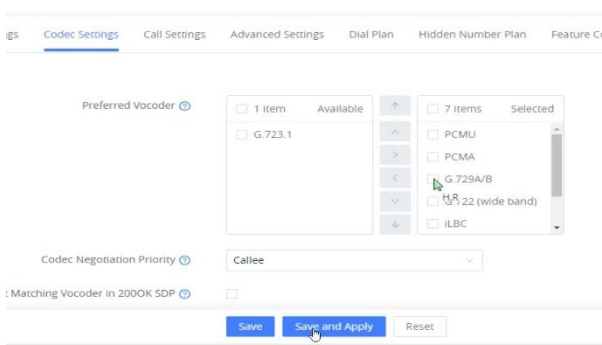 gs Codec Settings Call Settings Advanced Settings Dial Plan Hidden Number Plan Feature C
Preferred Vocoder
1 item Available
7 items Selected
G.723.1
PCMU
PCMA
G.729A/B
G.722 (wide band)
iLBC
Codec Negotiation Priority
Callee
Matching Vocoder in 200OK SDP
Save Save and Apply Reset